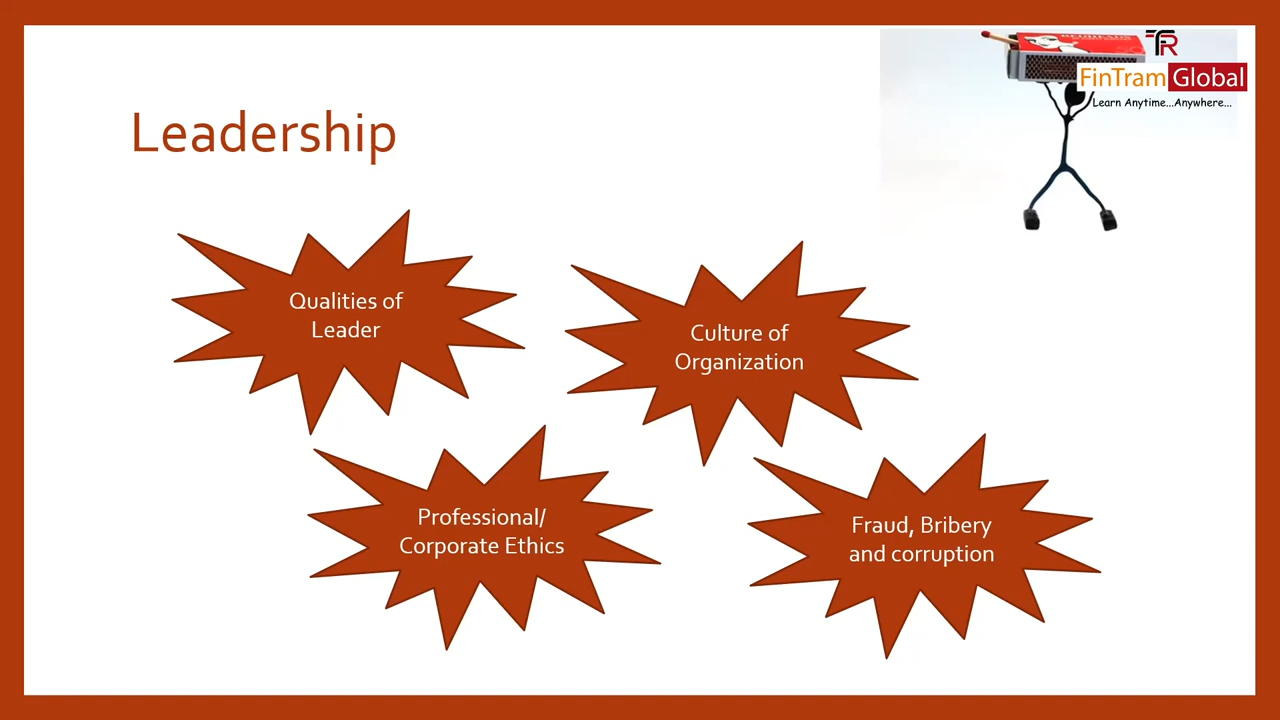 FinTram Global
Learn Anytime...Anywhere...
Leadership
Qualities of
Leader
Culture of
Organization
Professional/
Corporate Ethics
Fraud, Bribery
and corruption